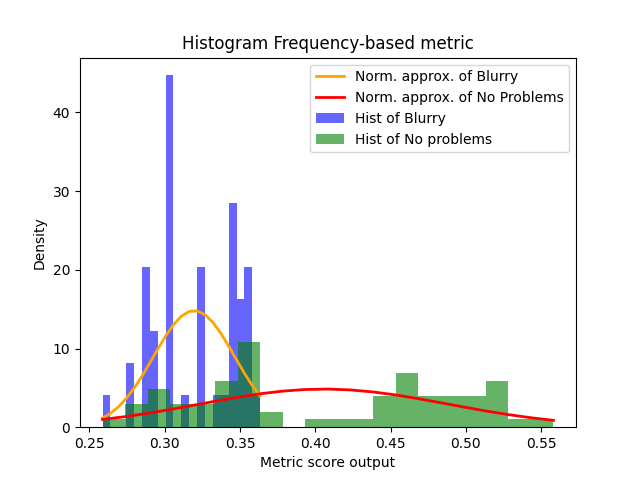 Histogram Frequency-based metric
Norm. approx. of Blurry
Norm. approx. of No Problems
Hist of Blurry
Hist of No problems
Density
40
30
20
10
0
0.25 0.30 0.35 0.40 0.45 0.50 0.55
Metric score output